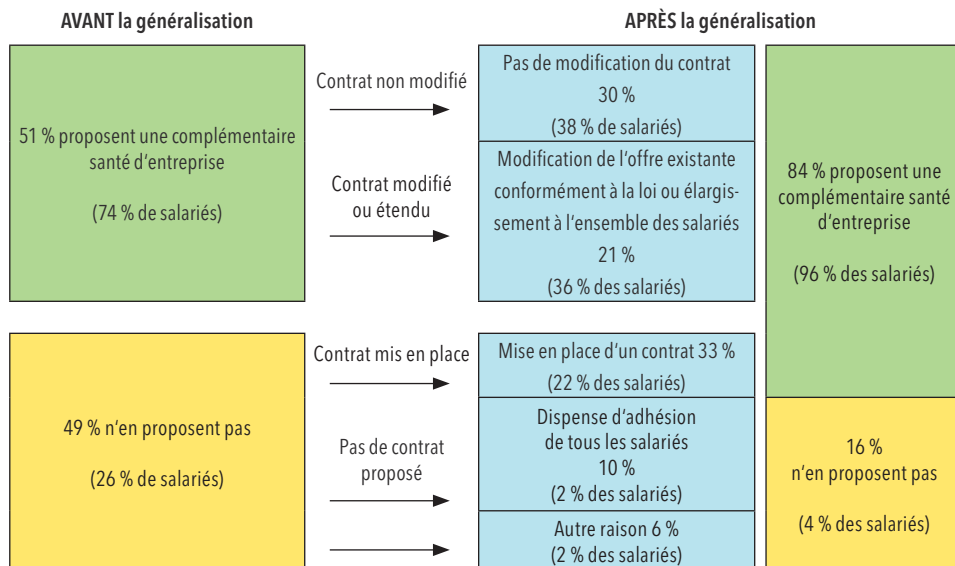 AVANT la généralisation
APRÈS la généralisation
51 % proposent une complémentaire
santé d'entreprise
(74 % de salariés)
Contrat non modifié
Contrat modifié
ou étendu
Pas de modification du contrat
30 %
(38 % de salariés)
Modification de l'offre existante
conformément à la loi ou élargis-
sement à l'ensemble des salariés
21 %
(36 % des salariés)
84 % proposent une
complémentaire santé
d'entreprise
(96 % des salariés)
49 % n'en proposent pas
(26 % de salariés)
Contrat mis en place
Pas de contrat
proposé
Mise en place d'un contrat 33 %
(22 % des salariés)
Dispense d'adhésion
de tous les salariés
10 %
(2 % des salariés)
Autre raison 6 %
(2 % des salariés)
16 %
n'en proposent pas
(4 % des salariés)